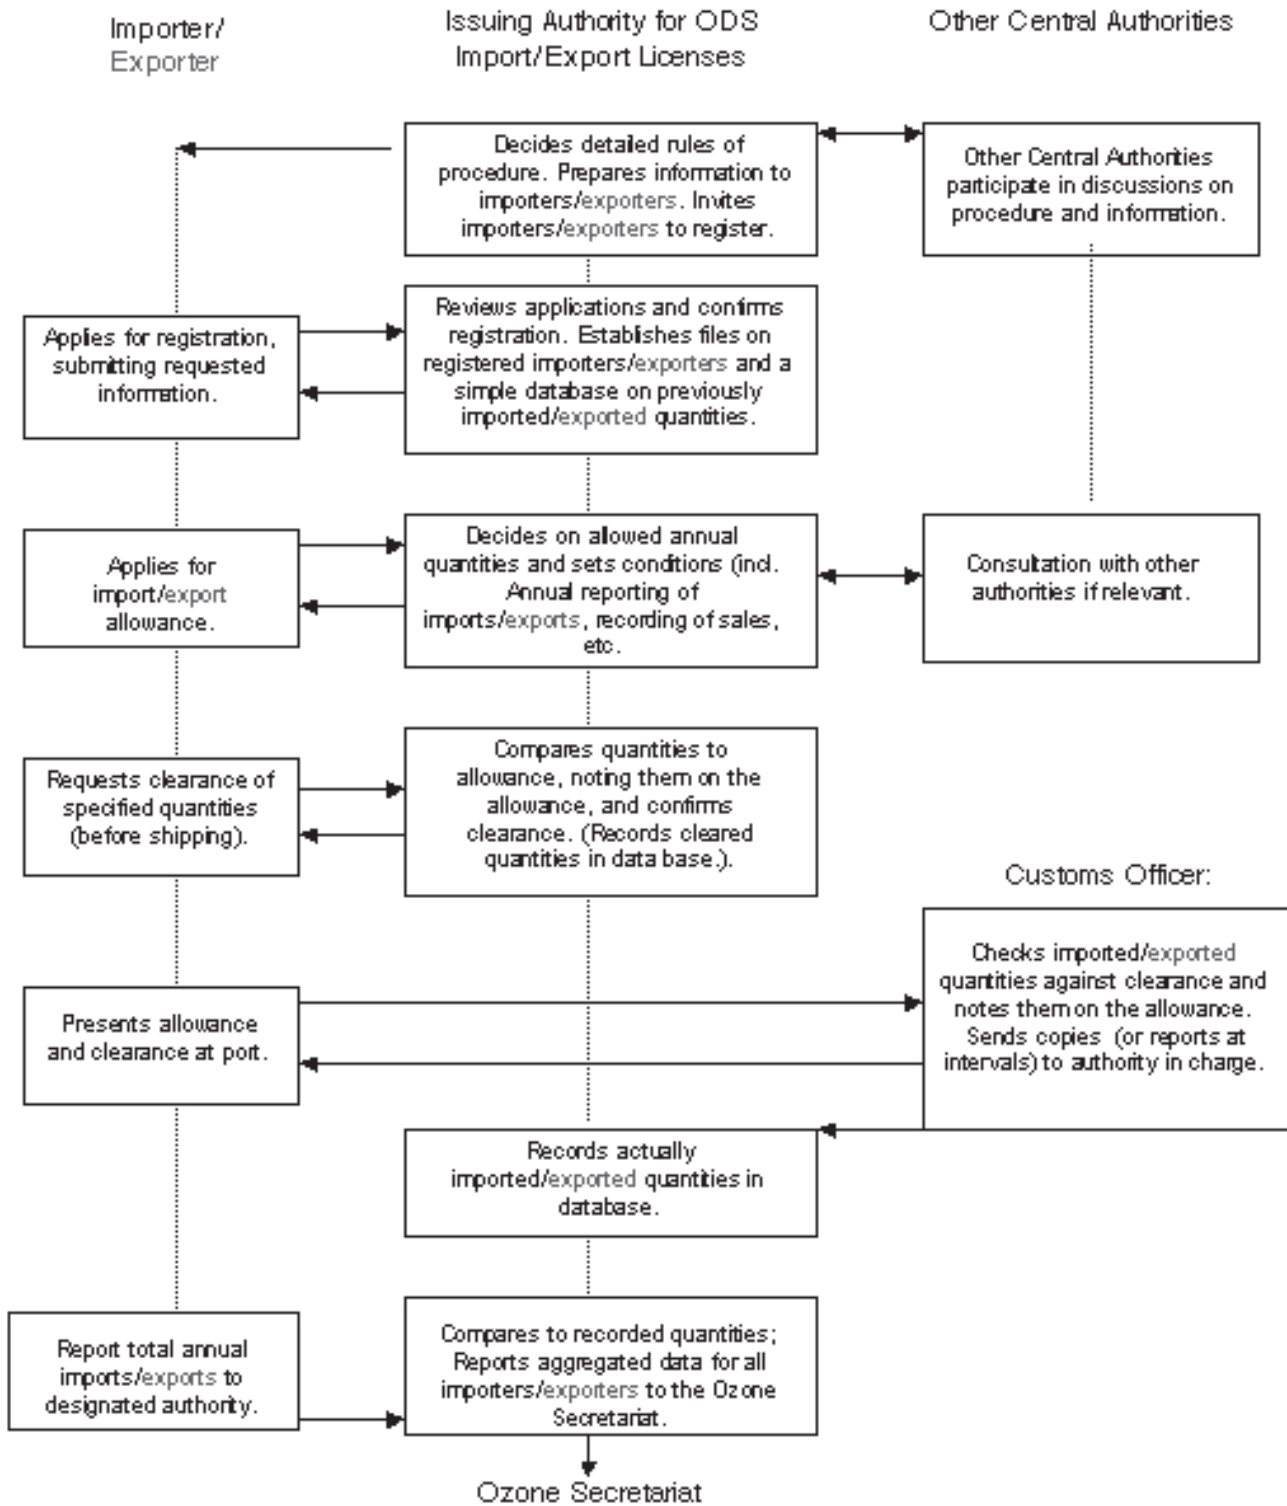 Importer/
Exporter
Issuing Authority for ODS
Import/Export Licenses
Other Central Authorities
Decides detailed rules of
procedure. Prepares information to
importers/exporters. Invites
importers/exporters to register.
Other Central Authorities
participate in discussions on
procedure and information.
Applies for registration,
submitting requested
information.
Reviews applications and confirms
registration. Establishes files on
registered importers/exporters and a
simple database on previously
imported/exported quantities.
Applies for
import/export
allowance.
Decides on allowed annual
quantities and sets conditions (incl.
Annual reporting of
imports/exports, recording of sales,
etc.
Consultation with other
authorities if relevant.
Requests clearance of
specified quantities
(before shipping).
Compares quantities to
allowance, noting them on the
allowance, and confirms
clearance. (Records cleared
quantities in data base.).
Customs Officer:
Presents allowance
and clearance at port.
Checks imported/exported
quantities against clearance and
notes them on the allowance.
Sends copies (or reports at
intervals) to authority in charge.
Records actually
imported/exported quantities in
database.
Report total annual
imports/exports to
designated authority.
Compares to recorded quantities;
Reports aggregated data for all
importers/exporters to the Ozone
Secretariat.
Ozone Secretariat